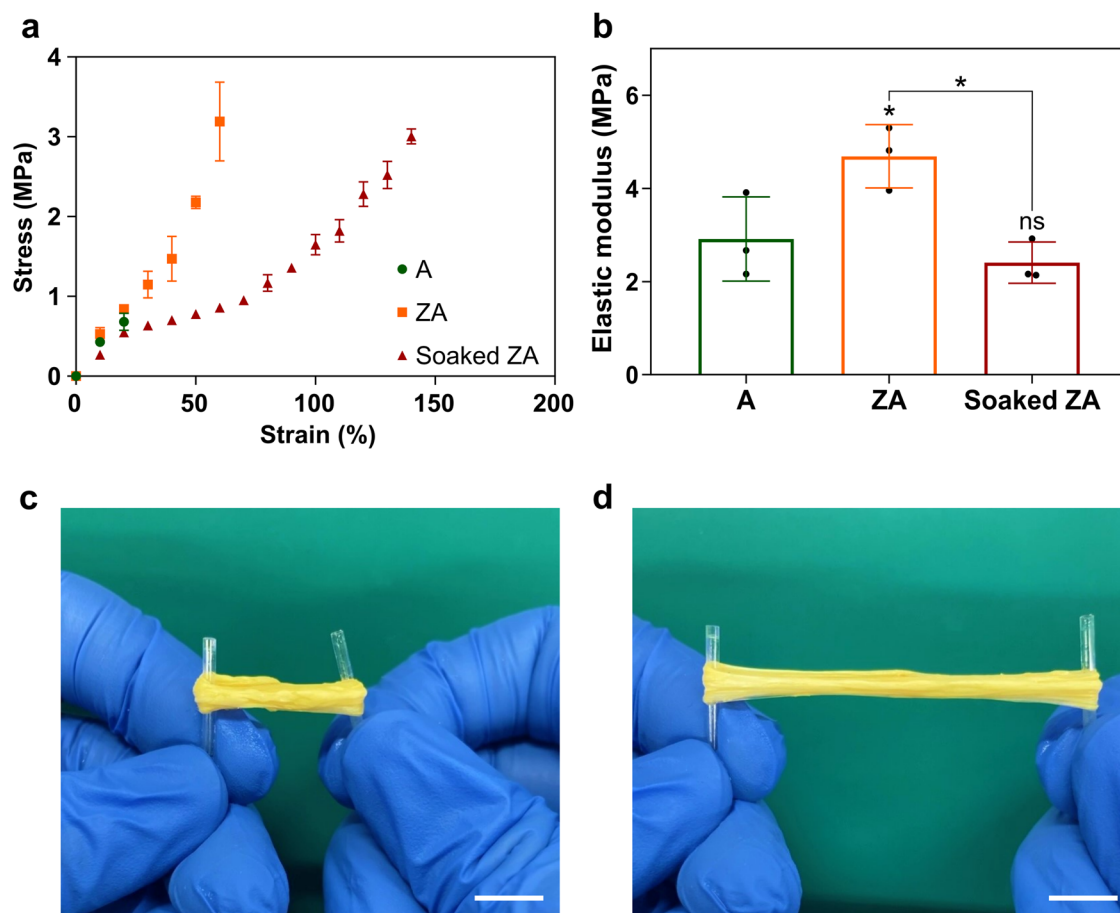 a
Stress (MPa)
4
3
2
1
0
0
50
100
150
200
Strain (%)
A
ZA
Soaked ZA
b
Elastic modulus (MPa)
6
4
2
0
*
*
ns
A
ZA
Soaked ZA
c
d